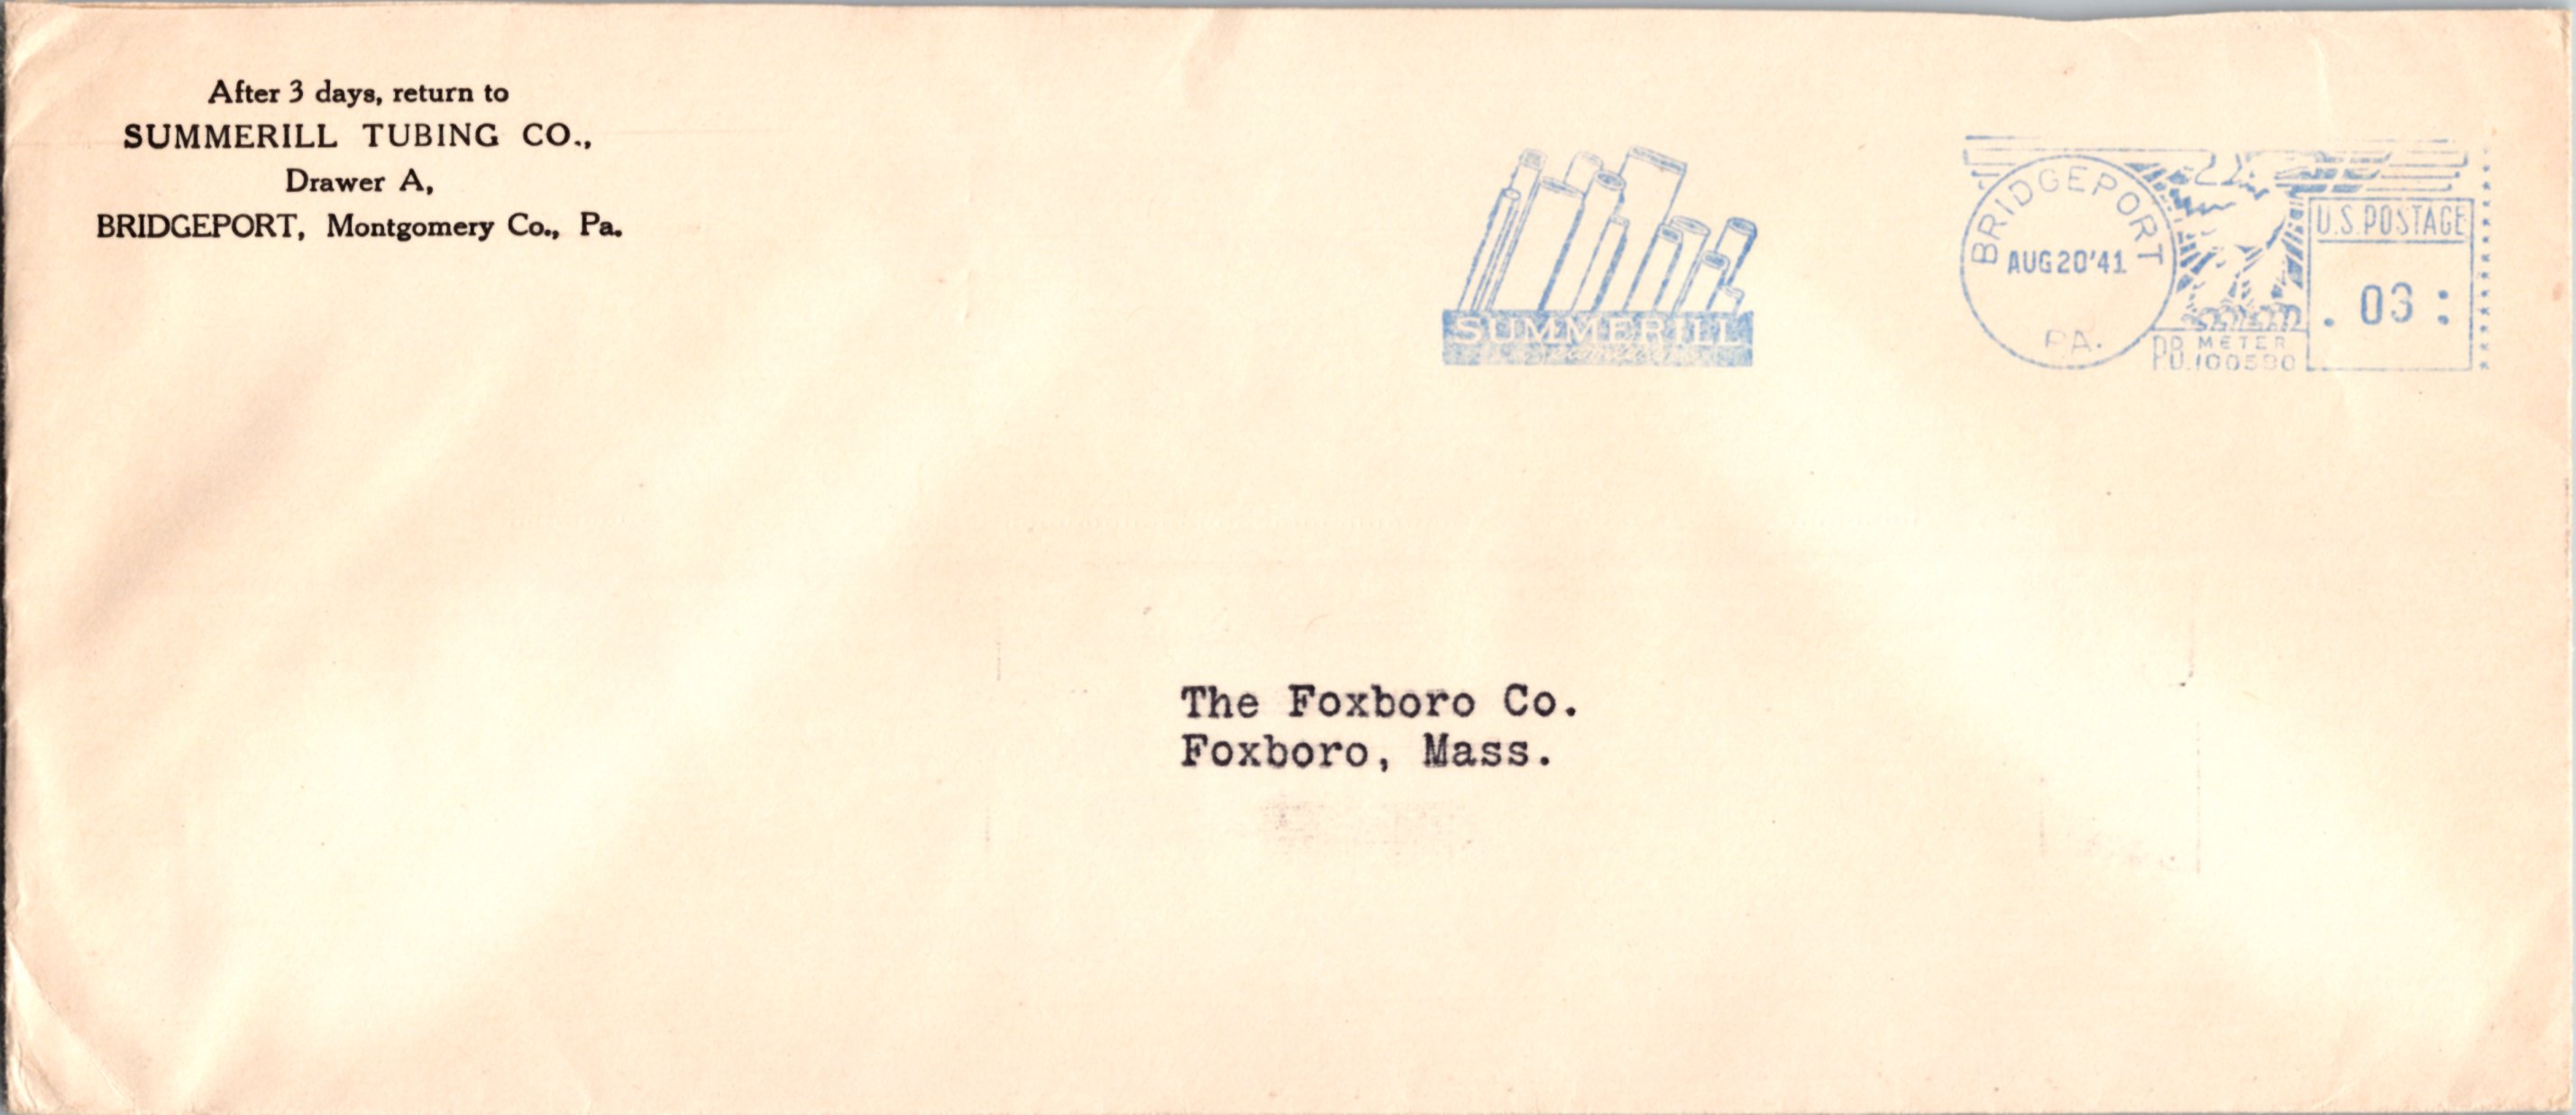 After 3 days, return to
SUMMERILL TUBING CO.,
Drawer A,
BRIDGEPORT, Montgomery Co., Pa.
SUMMERILL
BRIDGEPORT
AUG 20 '41
PA.
P.B. METER
100590
U.S. POSTAGE
.03:
The Foxboro Co.
Foxboro, Mass.